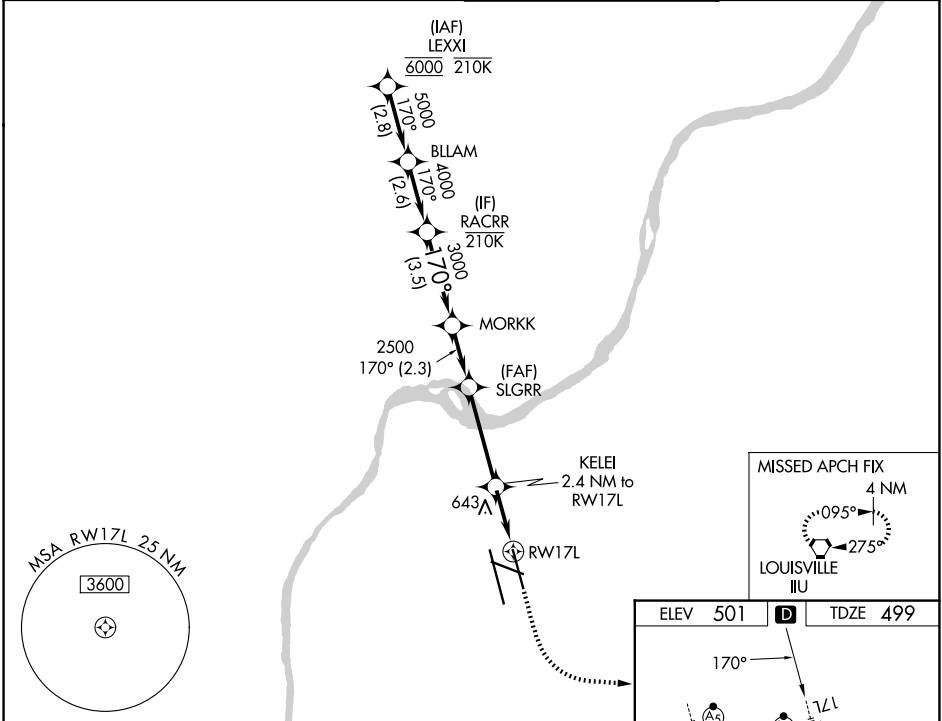 (IAF)
LEXXI
6000 210K
5000
170°
(2.8)
BLLAM
4000
170°
(2.6)
(IF)
RACRR
210K
3000
170°
(3.5)
MORKK
2500
170° (2.3)
(FAF)
SLGRR
KELEI
2.4 NM to
RW17L
643
RW17L
MISSED APCH FIX
4 NM
095°
275°
LOUISVILLE
IIU
MSA RW17L 25 NM
3600
ELEV 501 D TDZE 499
170°
17L
A5